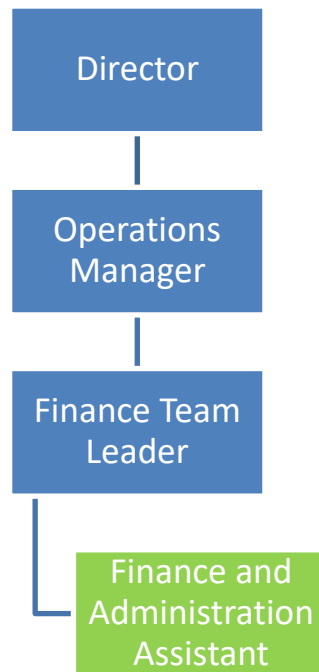 Director
Operations
Manager
Finance Team
Leader
Finance and
Administration
Assistant